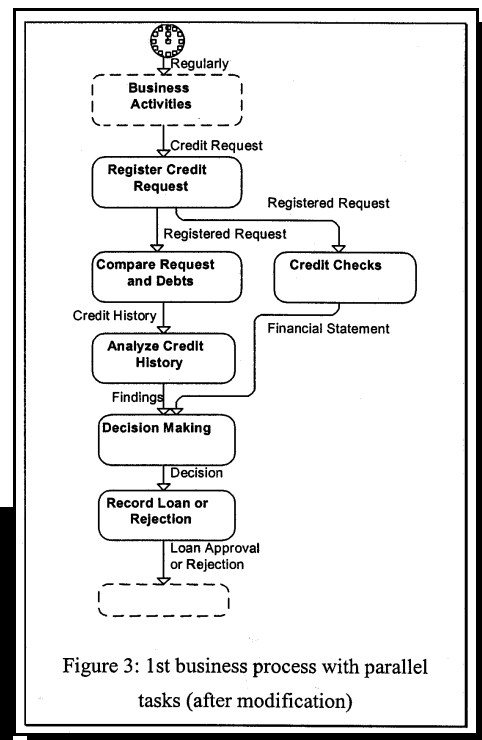 Regularly
Business
Activities
Credit Request
Register Credit
Request
Registered Request
Registered Request
Compare Request
and Debts
Credit Checks
Credit History
Financial Statement
Analyze Credit
History
Findings
Decision Making
Decision
Record Loan or
Rejection
Loan Approval
or Rejection
Figure 3: 1st business process with parallel
tasks (after modification)